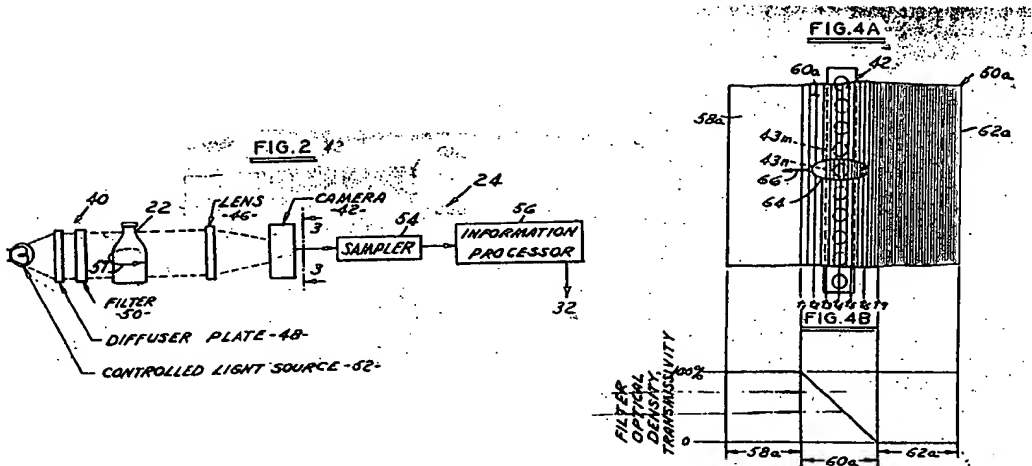 FIG.4A
60a
42
50a
58a
62a
43m
43n
66
64
FIG. 2
24
40
22
LENS
-46-
CAMERA
-42-
3
3
54
SAMPLER
56
INFORMATION
PROCESSOR
32
51
FILTER
-50-
DIFFUSER PLATE-48-
CONTROLLED LIGHT SOURCE-52-
FIG.4B
FILTER
OPTICAL
DENSITY,
TRANSMISSIVITY
100%
0
58a
60a
62a